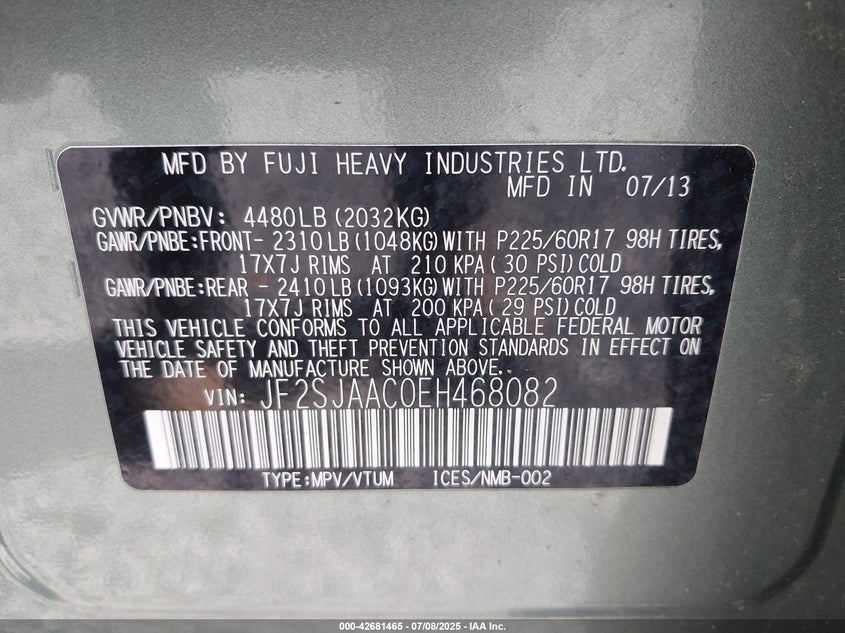 MFD BY FUJI HEAVY INDUSTRIES LTD.
MFD IN 07/13
GVWR/PNBV: 4480LB (2032KG)
GAWR/PNBE:FRONT- 2310LB (1048KG) WITH P225/60R17 98H TIRES,
17X7J RIMS AT 210 KPA( 30 PSI) COLD
GAWR/PNBE:REAR - 2410LB (1093KG) WITH P225/60R17 98H TIRES,
17X7J RIMS AT 200 KPA( 29 PSI) COLD
THIS VEHICLE CONFORMS TO ALL APPLICABLE FEDERAL MOTOR
VEHICLE SAFETY AND THEFT PREVENTION STANDARDS IN EFFECT ON
THE DATE OF MANUFACTURE SHOWN ABOVE.
VIN: JF2SJAAC0EH468082
TYPE:MPV/VTUM ICES/NMB-002
000-42681465 - 07/08/2025 - IAA Inc.